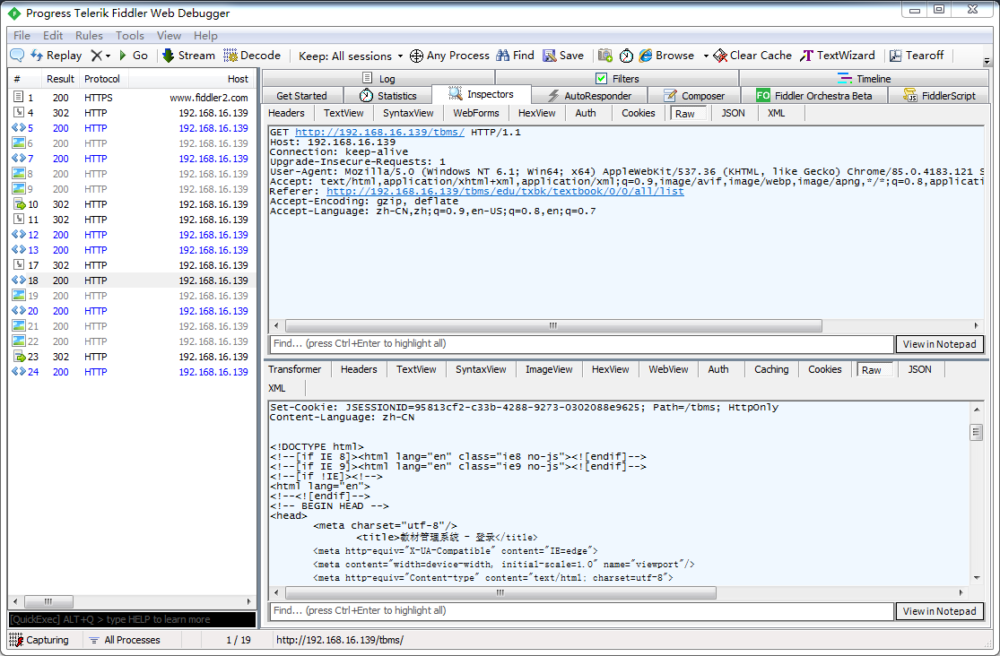 Progress Telerik Fiddler Web Debugger
File Edit Rules Tools View Help
Replay Go Stream Decode Keep: All sessions Any Process Find Save Browse Clear Cache TextWizard Tearoff
# Result Protocol Host
1 200 HTTPS www.fiddler2.com
4 302 HTTP 192.168.16.139
5 200 HTTP 192.168.16.139
6 200 HTTP 192.168.16.139
7 200 HTTP 192.168.16.139
8 200 HTTP 192.168.16.139
9 200 HTTP 192.168.16.139
10 302 HTTP 192.168.16.139
11 302 HTTP 192.168.16.139
12 200 HTTP 192.168.16.139
13 200 HTTP 192.168.16.139
17 302 HTTP 192.168.16.139
18 200 HTTP 192.168.16.139
19 200 HTTP 192.168.16.139
20 200 HTTP 192.168.16.139
21 200 HTTP 192.168.16.139
22 200 HTTP 192.168.16.139
23 302 HTTP 192.168.16.139
24 200 HTTP 192.168.16.139
[QuickExec] ALT+Q > type HELP to learn more
Log Filters Timeline
Get Started Statistics Inspectors AutoResponder Composer FO Fiddler Orchestra Beta FiddlerScript
Headers TextView SyntaxView WebForms HexView Auth Cookies Raw JSON XML
GET http://192.168.16.139/tbms/ HTTP/1.1
Host: 192.168.16.139
Connection: keep-alive
Upgrade-Insecure-Requests: 1
User-Agent: Mozilla/5.0 (Windows NT 6.1; Win64; x64) AppleWebKit/537.36 (KHTML, like Gecko) Chrome/85.0.4183.121 S
Accept: text/html,application/xhtml+xml,application/xml;q=0.9,image/avif,image/webp,image/apng,*/*;q=0.8,applicati
Referer: http://192.168.16.139/tbms/edu/txbk/textbook/0/0/all/list
Accept-Encoding: gzip, deflate
Accept-Language: zh-CN,zh;q=0.9,en-US;q=0.8,en;q=0.7
Find... (press Ctrl+Enter to highlight all) View in Notepad
Transformer Headers TextView SyntaxView ImageView HexView WebView Auth Caching Cookies Raw JSON
XML
Set-Cookie: JSESSIONID=95813cf2-c33b-4288-9273-0302088e9625; Path=/tbms; HttpOnly
Content-Language: zh-CN
<!DOCTYPE html>
<!--[if IE 8]><html lang="en" class="ie8 no-js"><![endif]-->
<!--[if IE 9]><html lang="en" class="ie9 no-js"><![endif]-->
<!--[if !IE]><!-->
<html lang="en">
<!--<![endif]-->
<!-- BEGIN HEAD -->
<head>
<meta charset="utf-8"/>
<title>教材管理系统 - 登录</title>
<meta http-equiv="X-UA-Compatible" content="IE=edge">
<meta content="width=device-width, initial-scale=1.0" name="viewport"/>
<meta http-equiv="Content-type" content="text/html; charset=utf-8">
Find... (press Ctrl+Enter to highlight all) View in Notepad
Capturing All Processes 1 / 19 http://192.168.16.139/tbms/